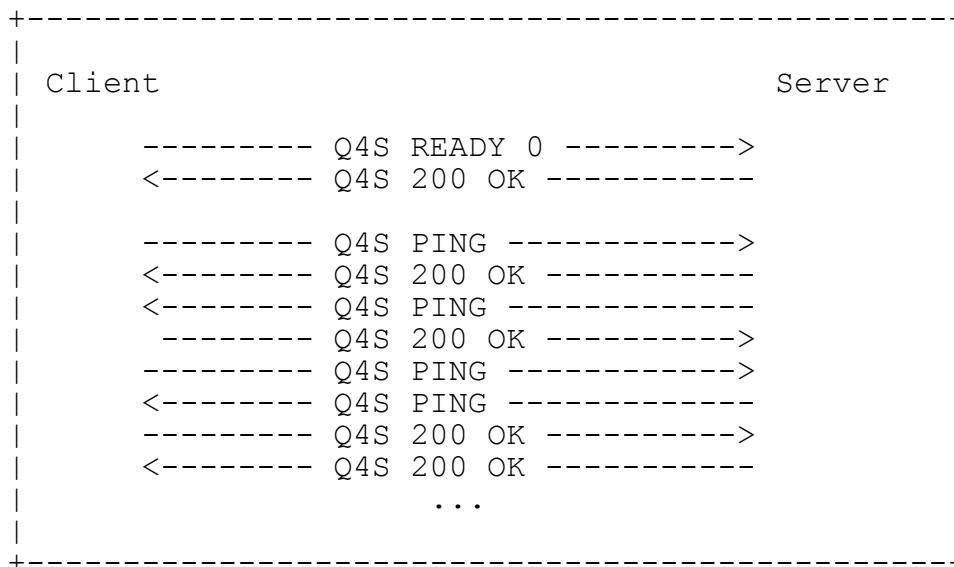 Client Server
--------- Q4S READY 0 --------->
<-------- Q4S 200 OK -----------
--------- Q4S PING ------------>
<-------- Q4S 200 OK -----------
<-------- Q4S PING -------------
-------- Q4S 200 OK ----------->
--------- Q4S PING ------------>
<-------- Q4S PING -------------
--------- Q4S 200 OK ---------->
<-------- Q4S 200 OK -----------
...